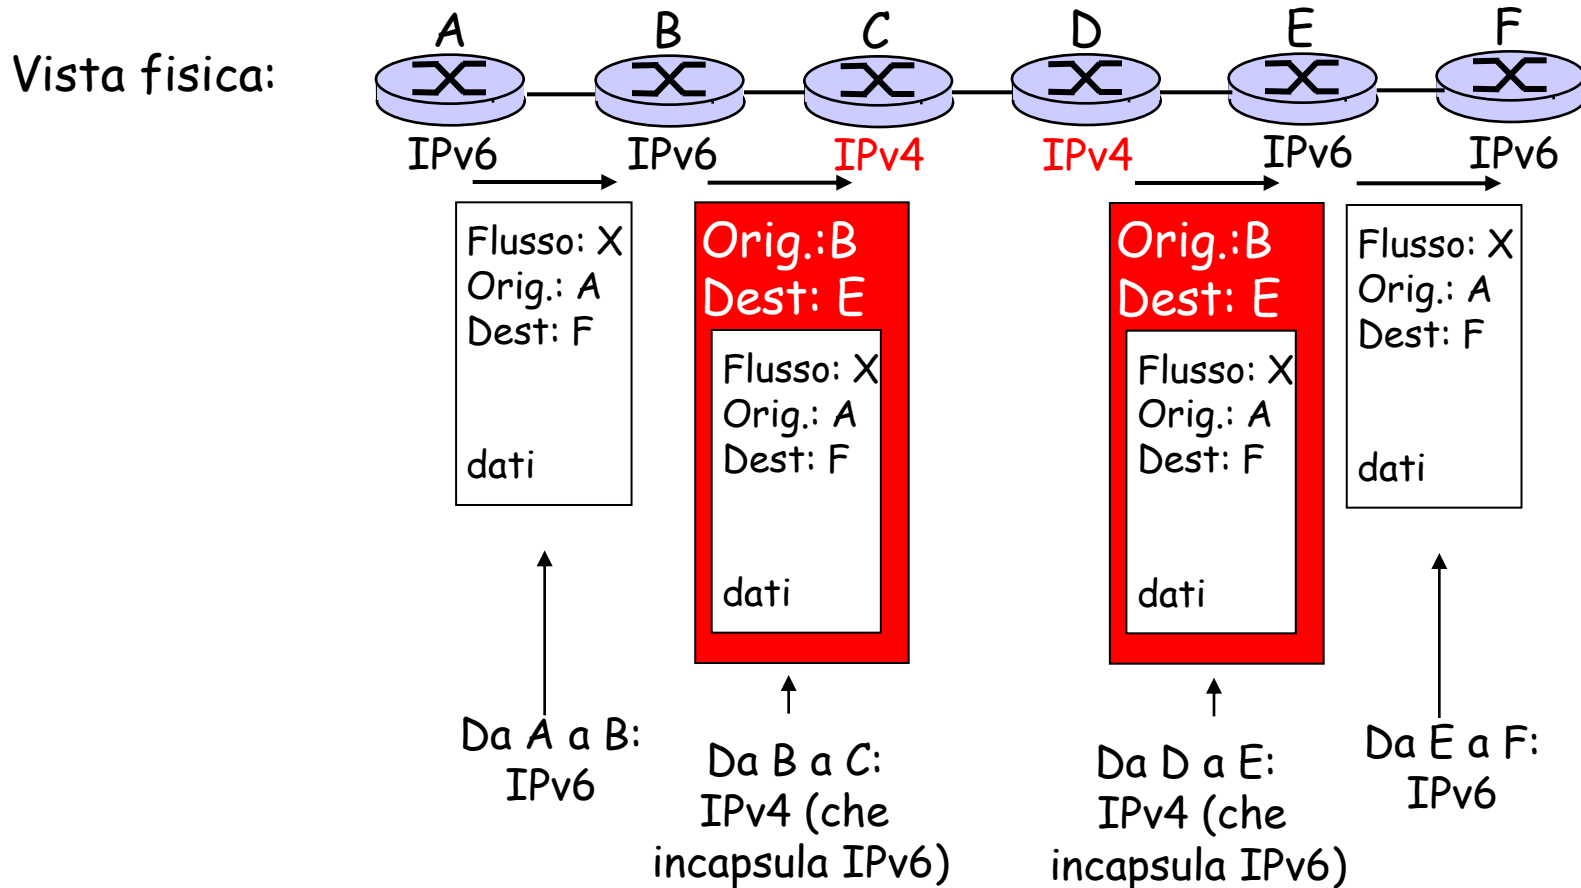 Vista fisica:
A
B
C
D
E
F
IPv6
IPv6
IPv4
IPv4
IPv6
IPv6
Flusso: X
Orig.: A
Dest: F
dati
Orig.:B
Dest: E
Flusso: X
Orig.: A
Dest: F
dati
Orig.:B
Dest: E
Flusso: X
Orig.: A
Dest: F
dati
Flusso: X
Orig.: A
Dest: F
dati
Da A a B:
IPv6
Da B a C:
IPv4 (che
incapsula IPv6)
Da D a E:
IPv4 (che
incapsula IPv6)
Da E a F:
IPv6